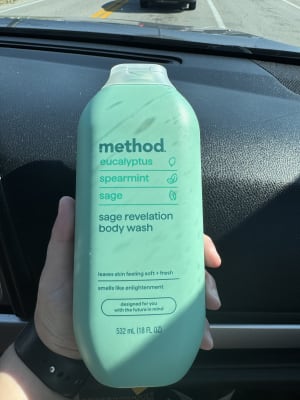 method.
eucalyptus
spearmint
sage
sage revelation
body wash
leaves skin feeling soft + fresh
smells like enlightenment
designed for you
with the future in mind
532 mL (18 FL OZ)